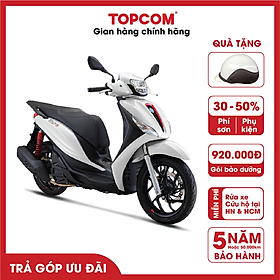 TOPCOM®
Gian hàng chính hãng
QUÀ TẶNG
30-50%
Phí sơn
Phụ kiện
920.000Đ
Gói bảo dưỡng
MIỄN PHÍ
Rửa xe
Cứu hộ tại
HN & HCM
5 NĂM
Hoặc 50.000km
BẢO HÀNH
TRẢ GÓP ƯU ĐÃI